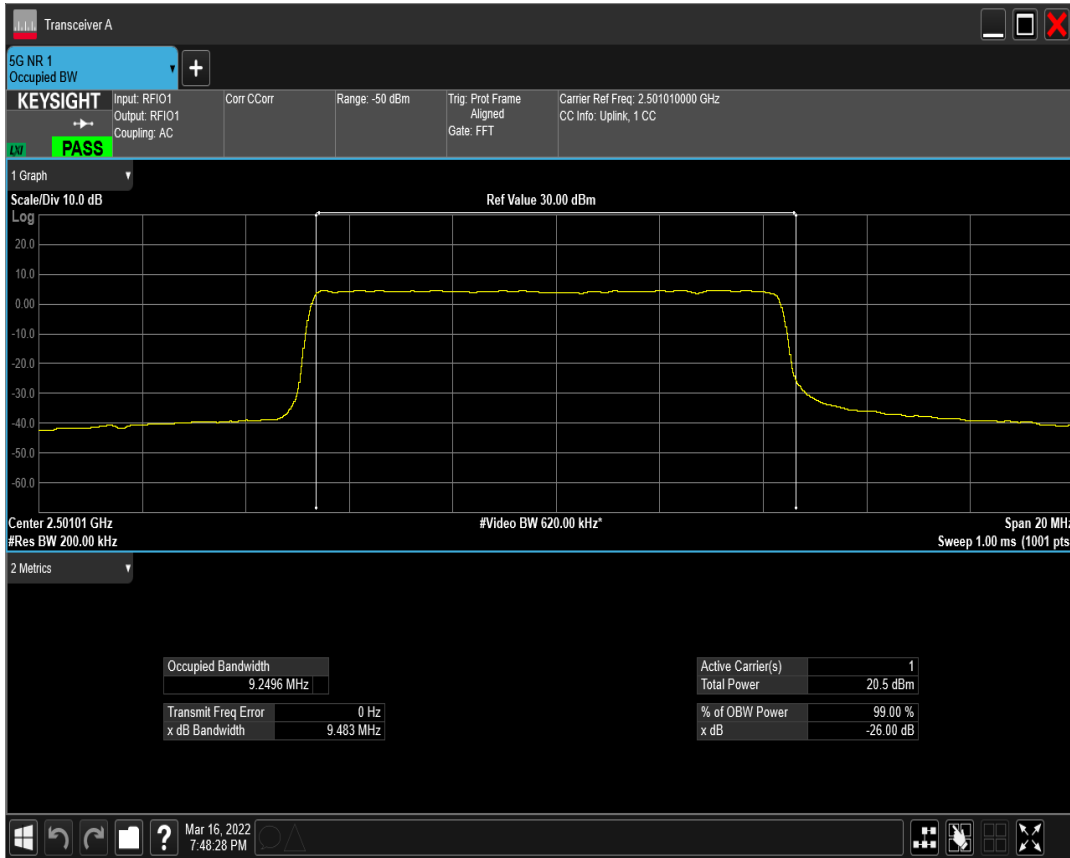 Transceiver A
5G NR 1
Occupied BW
KEYSIGHT
LXI
PASS
Input: RFIO1
Output: RFIO1
Coupling: AC
Corr CCorr
Range: -50 dBm
Trig: Prot Frame
Aligned
Gate: FFT
Carrier Ref Freq: 2.501010000 GHz
CC Info: Uplink, 1 CC
1 Graph
Scale/Div 10.0 dB
Ref Value 30.00 dBm
Log
20.0
10.0
0.00
-10.0
-20.0
-30.0
-40.0
-50.0
-60.0
Center 2.50101 GHz
#Video BW 620.00 kHz*
Span 20 MHz
#Res BW 200.00 kHz
Sweep 1.00 ms (1001 pts
2 Metrics
Occupied Bandwidth
9.2496 MHz
Transmit Freq Error 0 Hz
x dB Bandwidth 9.483 MHz
Active Carrier(s) 1
Total Power 20.5 dBm
% of OBW Power 99.00 %
x dB -26.00 dB
?
Mar 16, 2022
7:48:28 PM